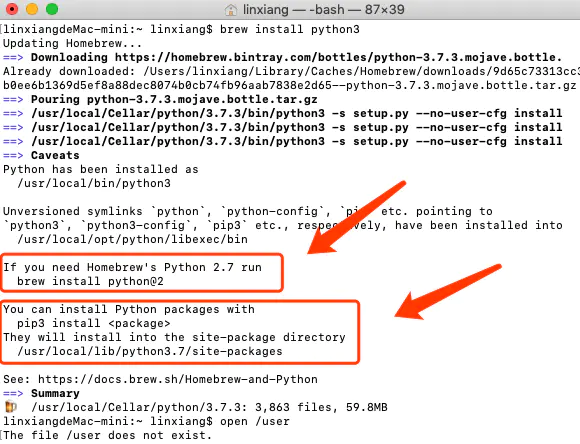 linxiang — -bash — 87×39
linxiangdeMac-mini:~ linxiang$ brew install python3
Updating Homebrew...
==> Downloading https://homebrew.bintray.com/bottles/python-3.7.3.mojave.bottle.
Already downloaded: /Users/linxiang/Library/Caches/Homebrew/downloads/9d65c73313cc3
b0ee6b1369d5ef8a88dec8074b0cb74fb96aab7838e2d65--python-3.7.3.mojave.bottle.tar.gz
==> Pouring python-3.7.3.mojave.bottle.tar.gz
==> /usr/local/Cellar/python/3.7.3/bin/python3 -s setup.py --no-user-cfg install
==> /usr/local/Cellar/python/3.7.3/bin/python3 -s setup.py --no-user-cfg install
==> /usr/local/Cellar/python/3.7.3/bin/python3 -s setup.py --no-user-cfg install
==> Caveats
Python has been installed as
/usr/local/bin/python3
Unversioned symlinks `python`, `python-config`, `pip` etc. pointing to
`python3`, `python3-config`, `pip3` etc., respectively, have been installed into
/usr/local/opt/python/libexec/bin
If you need Homebrew's Python 2.7 run
brew install python@2
You can install Python packages with
pip3 install <package>
They will install into the site-package directory
/usr/local/lib/python3.7/site-packages
See: https://docs.brew.sh/Homebrew-and-Python
==> Summary
🍺 /usr/local/Cellar/python/3.7.3: 3,863 files, 59.8MB
linxiangdeMac-mini:~ linxiang$ open /user
The file /user does not exist.